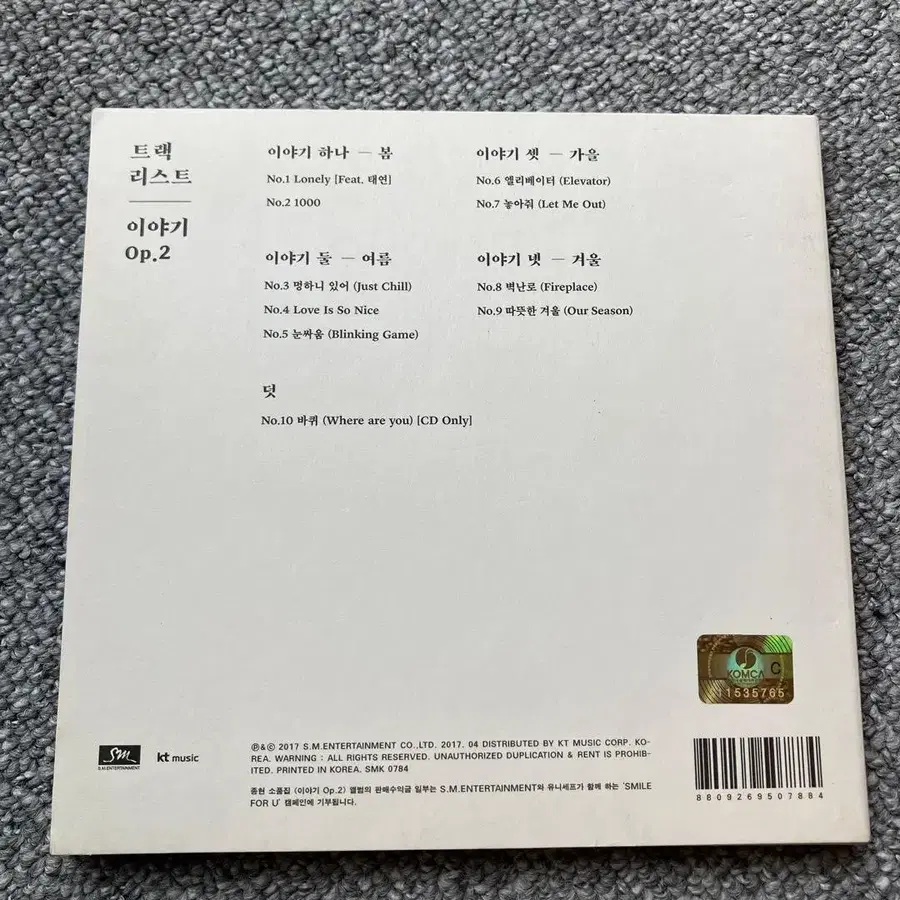 트랙
리스트
이야기
Op.2
이야기 하나 — 봄
No.1 Lonely [Feat. 태연]
No.2 1000
이야기 둘 — 여름
No.3 멍하니 있어 (Just Chill)
No.4 Love Is So Nice
No.5 눈싸움 (Blinking Game)
이야기 셋 — 가을
No.6 엘리베이터 (Elevator)
No.7 놓아줘 (Let Me Out)
이야기 넷 — 겨울
No.8 벽난로 (Fireplace)
No.9 따뜻한 겨울 (Our Season)
덧
No.10 바퀴 (Where are you) [CD Only]
KOMCA
C
11535765
SM
S.M.ENTERTAINMENT
kt music
℗&© 2017 S.M.ENTERTAINMENT CO.,LTD. 2017. 04 DISTRIBUTED BY KT MUSIC CORP. KO-
REA. WARNING : ALL RIGHTS RESERVED. UNAUTHORIZED DUPLICATION & RENT IS PROHIB-
ITED. PRINTED IN KOREA. SMK 0784
종현 소품집 〈이야기 Op.2〉 앨범의 판매수익금 일부는 S.M.ENTERTAINMENT와 유니세프가 함께 하는 'SMILE
FOR U' 캠페인에 기부됩니다.
8809269507884